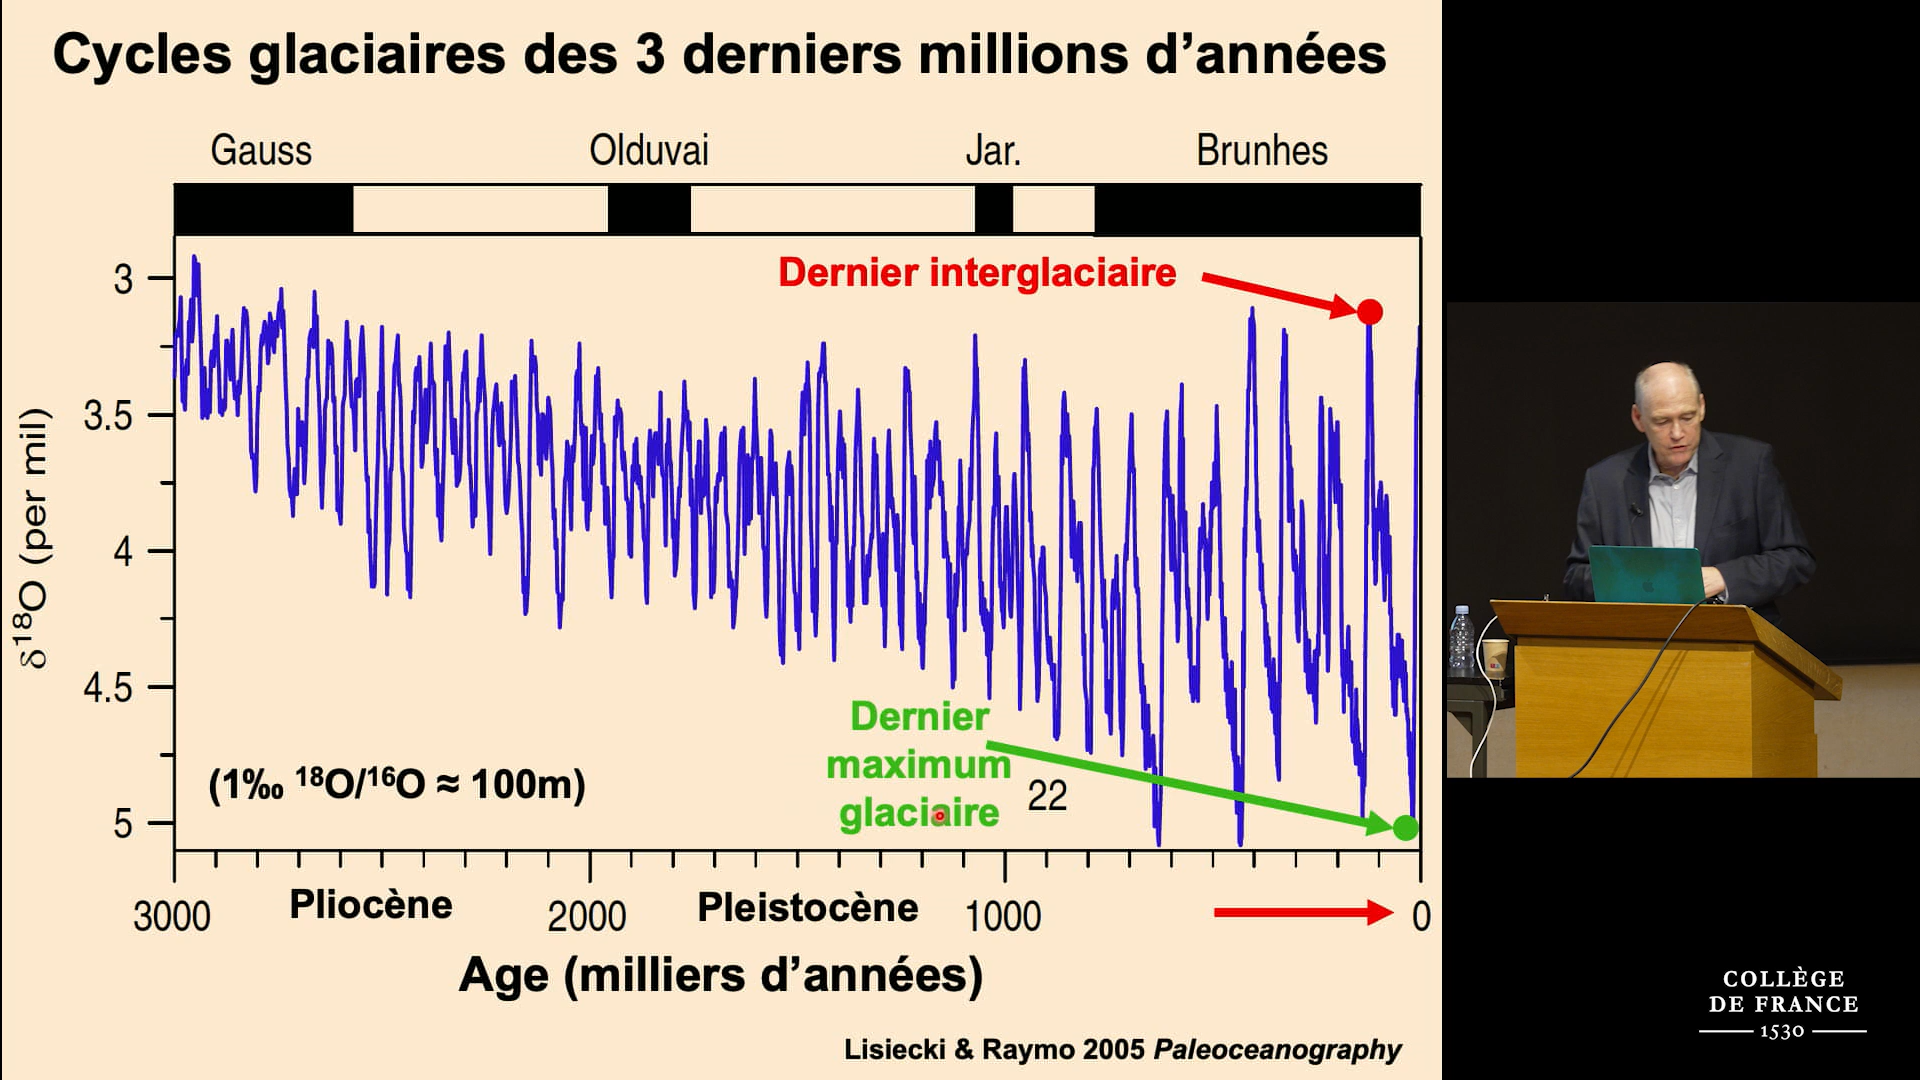 Cycles glaciaires des 3 derniers millions d’années
Gauss Olduvai Jar. Brunhes
Dernier interglaciaire
3
3.5
4
4.5
5
δ18O (per mil)
Dernier
maximum
glaciaire
22
(1‰ 18O/16O ≈ 100m)
Pliocène Pleistocène
3000 2000 1000 0
Age (milliers d’années)
Lisiecki & Raymo 2005 Paleoceanography
COLLÈGE
DE FRANCE
1530